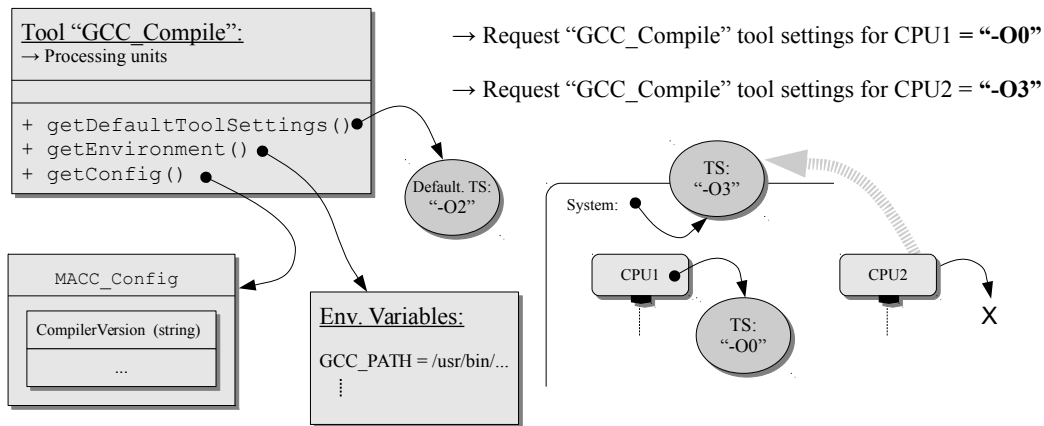 Tool “GCC_Compile”:
→ Processing units
+ getDefaultToolSettings()
+ getEnvironment()
+ getConfig()
→ Request “GCC_Compile” tool settings for CPU1 = “-O0”
→ Request “GCC_Compile” tool settings for CPU2 = “-O3”
Default. TS:
“-O2”
MACC_Config
CompilerVersion (string)
...
Env. Variables:
GCC_PATH = /usr/bin/...
System:
TS:
“-O3”
CPU1
TS:
“-O0”
CPU2
X